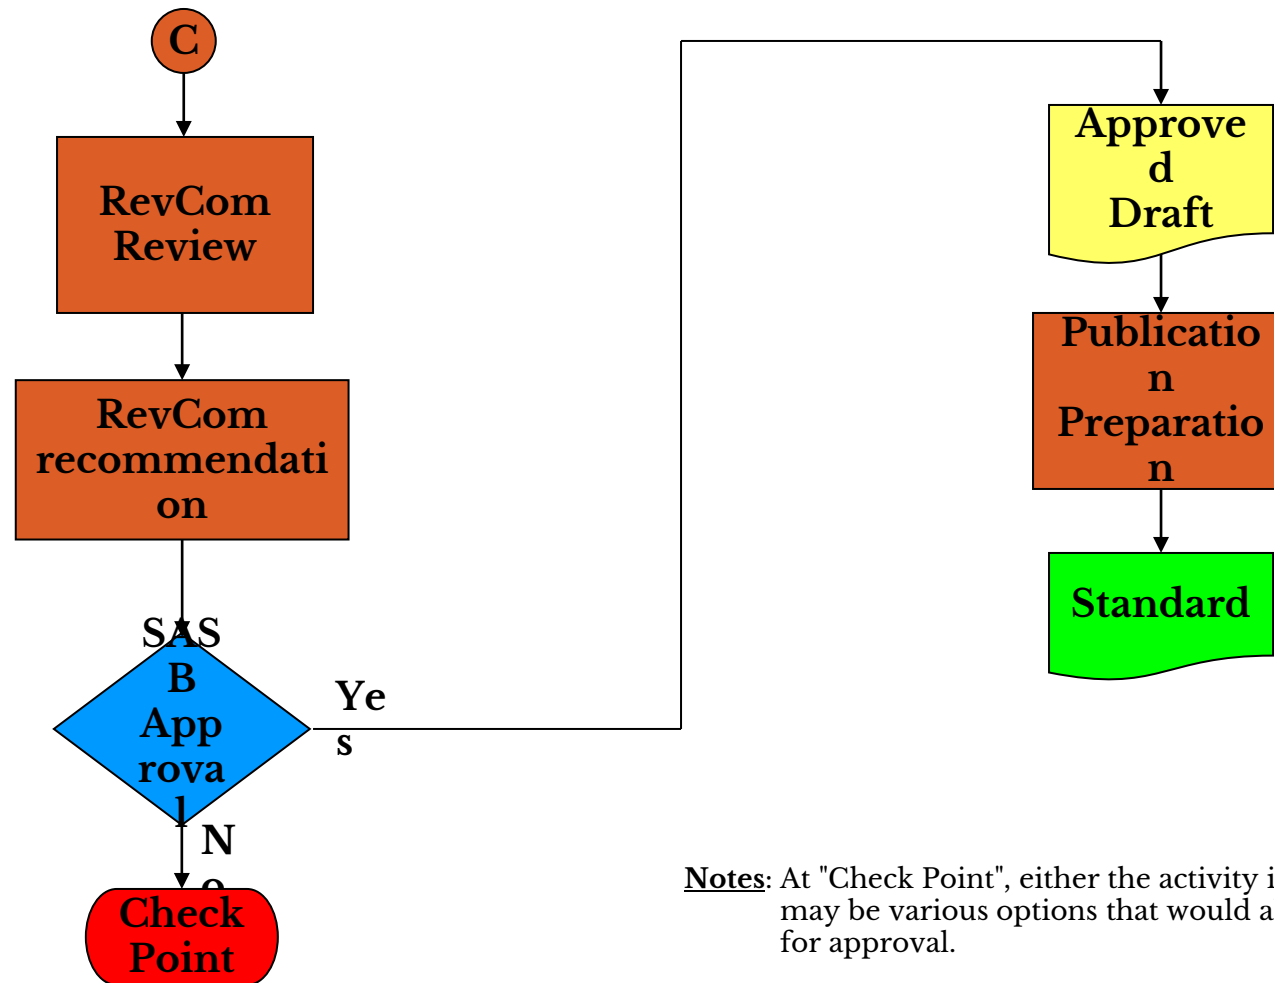 C
RevCom
Review
RevCom
recommendati
on
SAS
B
App
rova
l
Ye
s
N
o
Check
Point
Approve
d
Draft
Publicatio
n
Preparatio
n
Standard
Notes: At "Check Point", either the activity i
may be various options that would a
for approval.